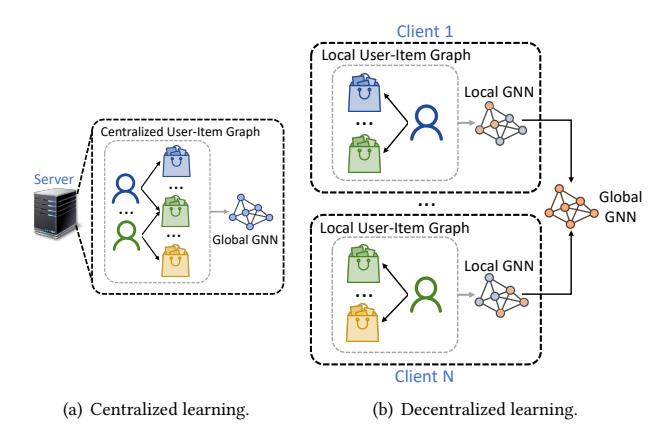 Client 1
Local User-Item Graph
Local GNN
...
Centralized User-Item Graph
Server
...
...
...
Global GNN
...
Global
GNN
Local User-Item Graph
Local GNN
...
Client N
(a) Centralized learning.
(b) Decentralized learning.